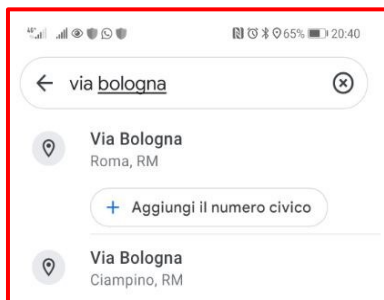 65% 20:40
via bologna
Via Bologna
Roma, RM
+ Aggiungi il numero civico
Via Bologna
Ciampino, RM